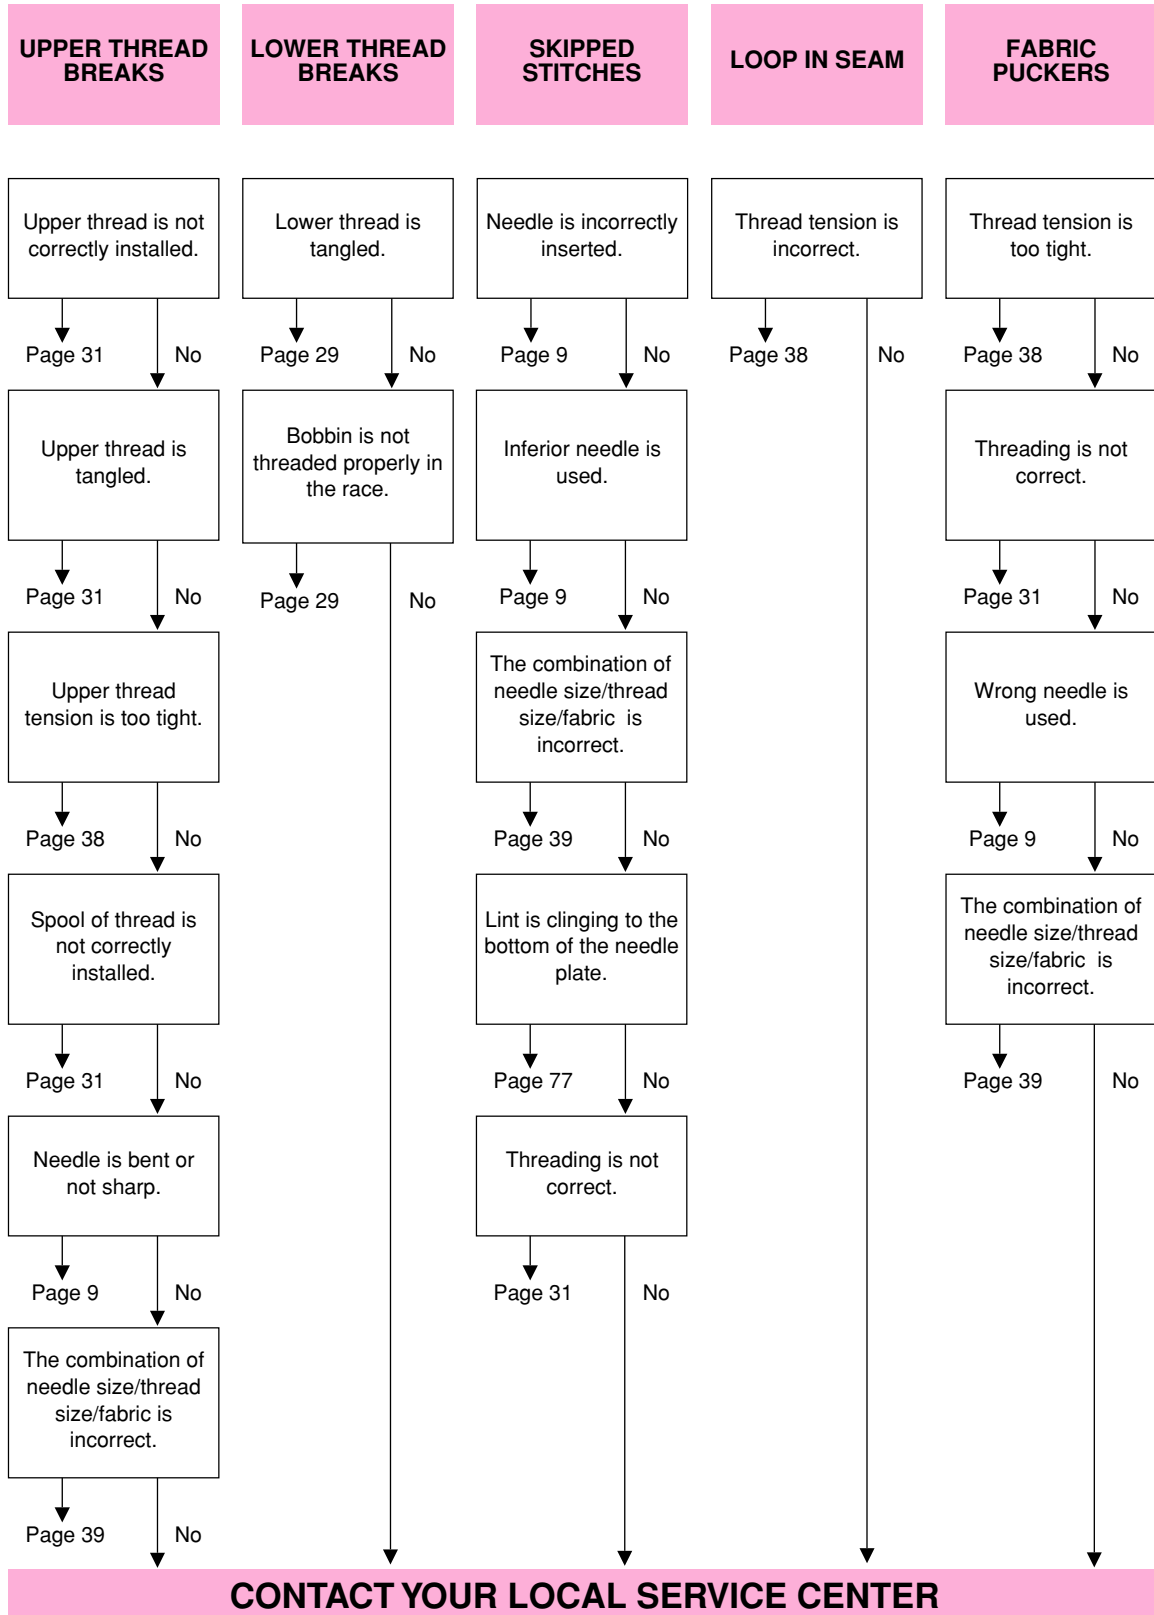 UPPER THREAD
BREAKS
LOWER THREAD
BREAKS
SKIPPED
STITCHES
LOOP IN SEAM
FABRIC
PUCKERS
Upper thread is not
correctly installed.
Page 31
No
Upper thread is
tangled.
Page 31
No
Upper thread
tension is too tight.
Page 38
No
Spool of thread is
not correctly
installed.
Page 31
No
Needle is bent or
not sharp.
Page 9
No
The combination of
needle size/thread
size/fabric is
incorrect.
Page 39
No
Lower thread is
tangled.
Page 29
No
Bobbin is not
threaded properly in
the race.
Page 29
No
Needle is incorrectly
inserted.
Page 9
No
Inferior needle is
used.
Page 9
No
The combination of
needle size/thread
size/fabric is
incorrect.
Page 39
No
Lint is clinging to the
bottom of the needle
plate.
Page 77
No
Threading is not
correct.
Page 31
No
Thread tension is
incorrect.
Page 38
No
Thread tension is
too tight.
Page 38
No
Threading is not
correct.
Page 31
No
Wrong needle is
used.
Page 9
No
The combination of
needle size/thread
size/fabric is
incorrect.
Page 39
No
CONTACT YOUR LOCAL SERVICE CENTER